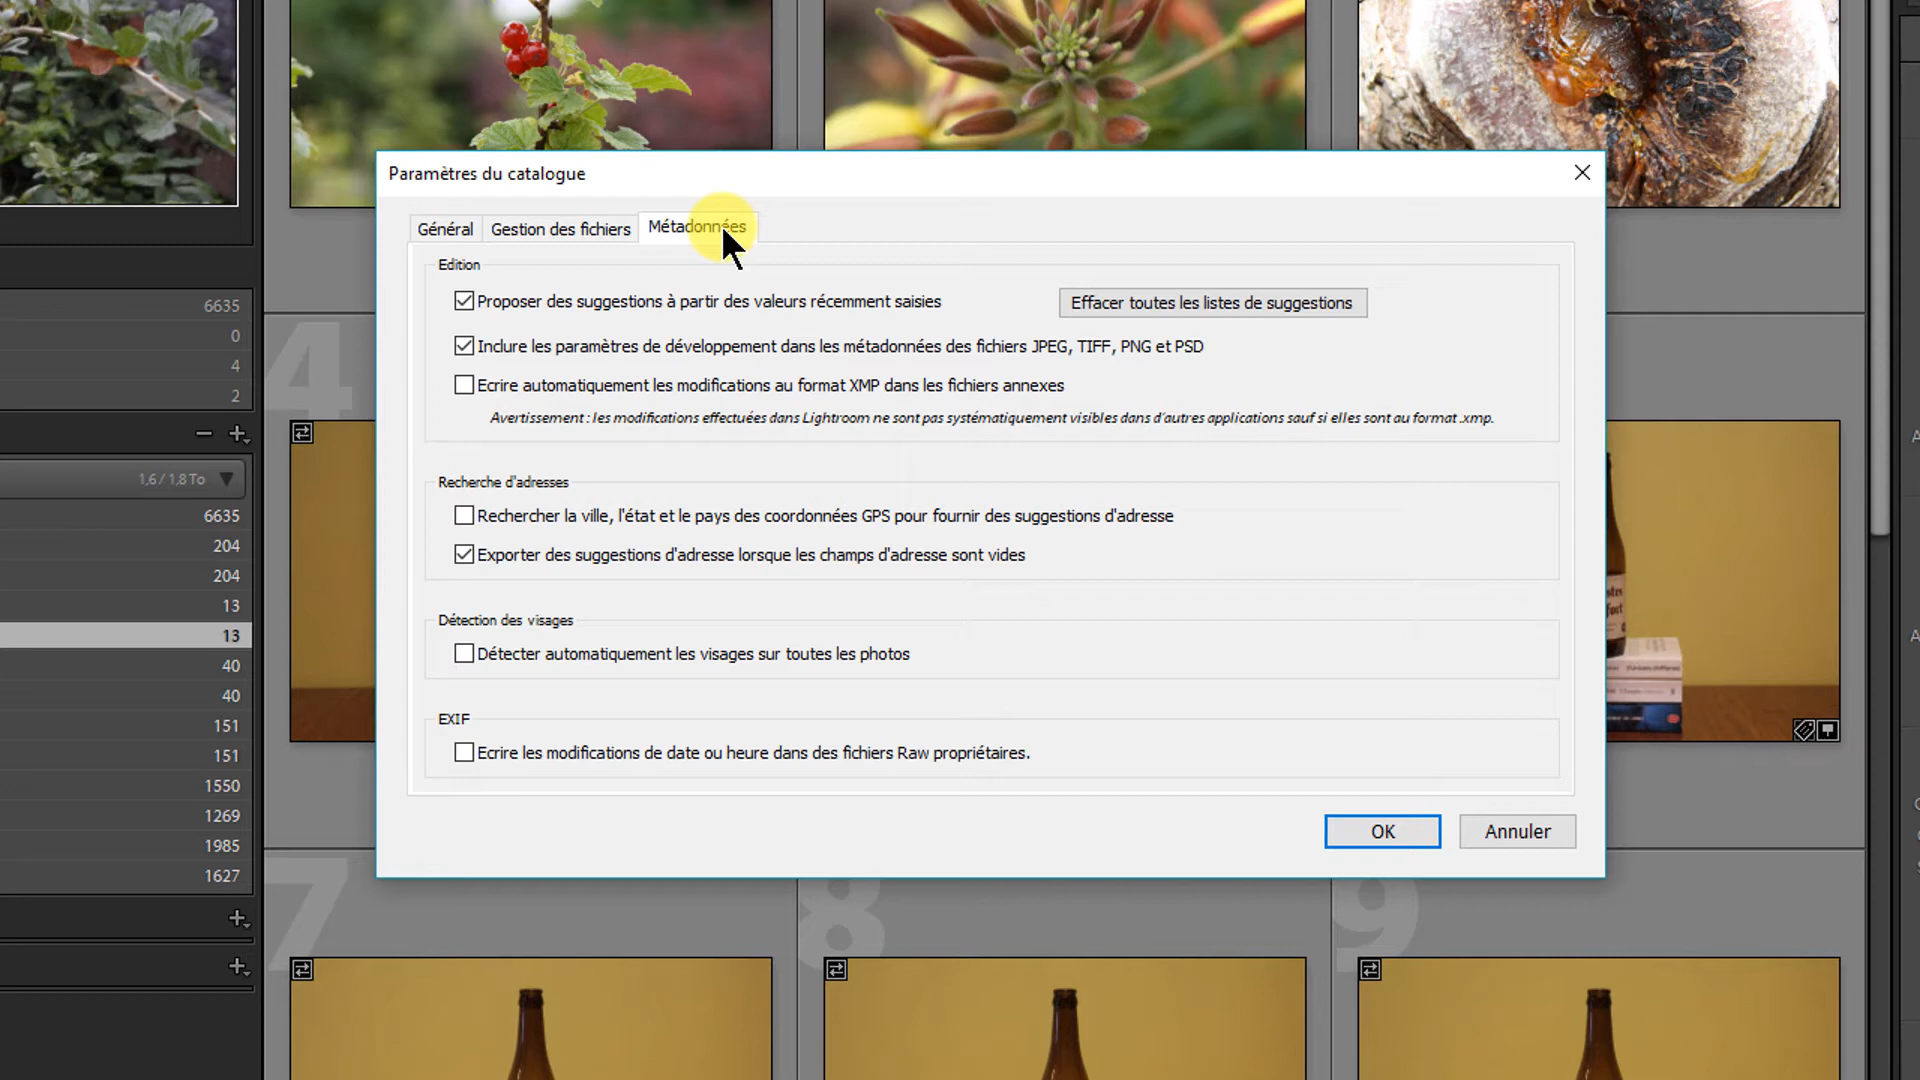 Paramètres du catalogue
Général
Gestion des fichiers
Métadonnées
Edition
Proposer des suggestions à partir des valeurs récemment saisies
Effacer toutes les listes de suggestions
Inclure les paramètres de développement dans les métadonnées des fichiers JPEG, TIFF, PNG et PSD
Ecrire automatiquement les modifications au format XMP dans les fichiers annexes
Avertissement : les modifications effectuées dans Lightroom ne sont pas systématiquement visibles dans d'autres applications sauf si elles sont au format .xmp.
Recherche d'adresses
Rechercher la ville, l'état et le pays des coordonnées GPS pour fournir des suggestions d'adresse
Exporter des suggestions d'adresse lorsque les champs d'adresse sont vides
Détection des visages
Détecter automatiquement les visages sur toutes les photos
EXIF
Ecrire les modifications de date ou heure dans des fichiers Raw propriétaires.
OK
Annuler
6635
0
4
2
1,6 / 1,8 To
6635
204
204
13
13
40
40
151
151
1550
1269
1985
1627
4
7
8
9